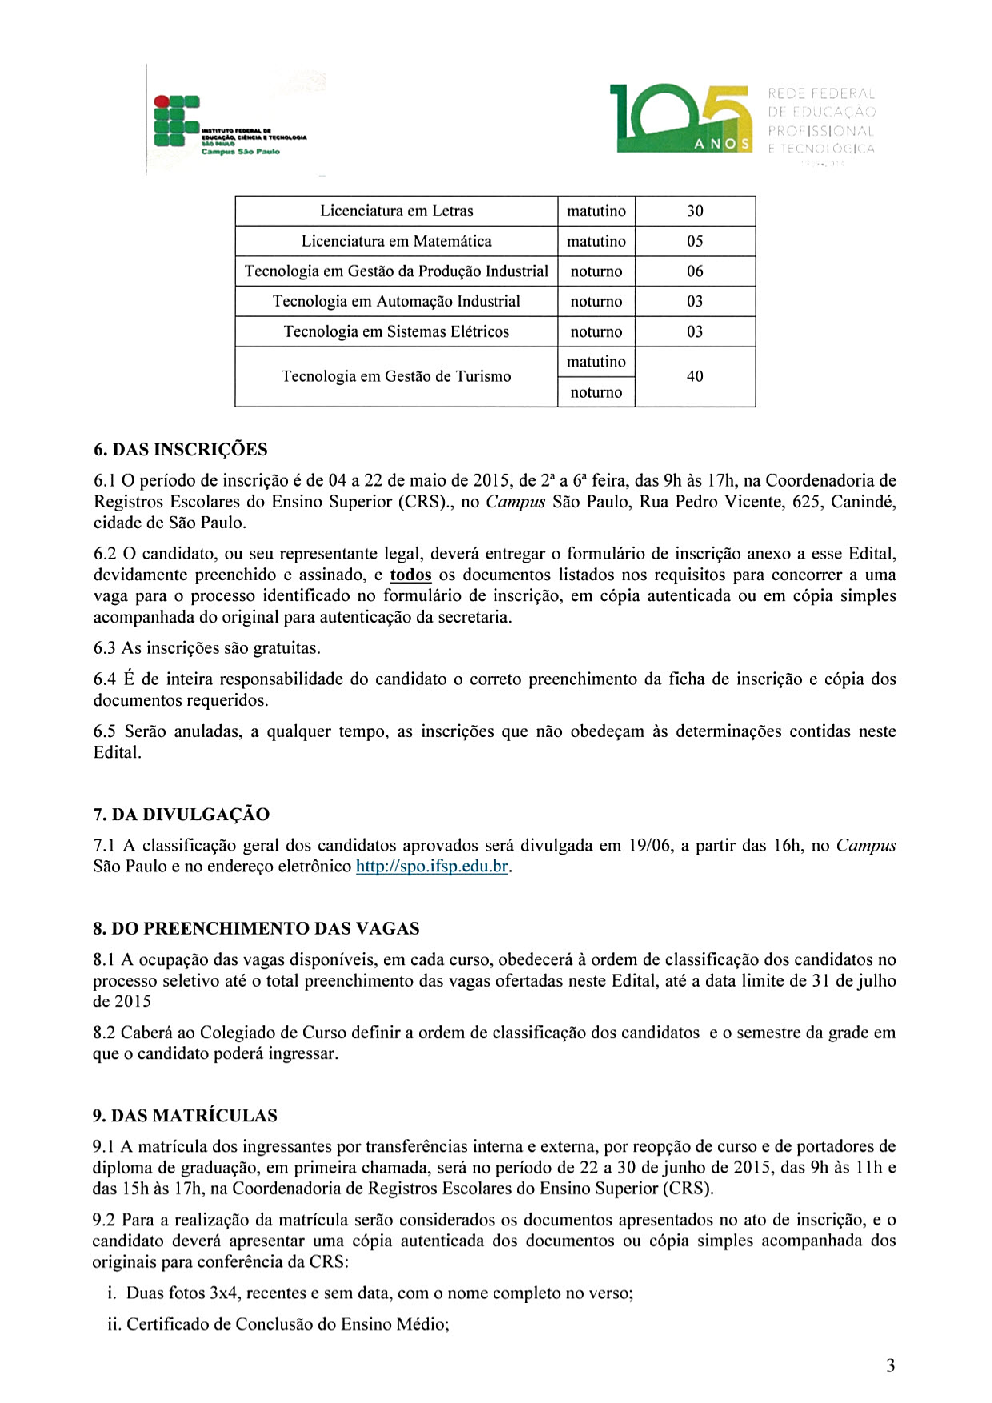 INSTITUTO FEDERAL DE
EDUCAÇÃO, CIÊNCIA E TECNOLOGIA
SÃO PAULO
Campus São Paulo
105
ANOS
REDE FEDERAL
DE EDUCAÇÃO
PROFISSIONAL
E TECNOLÓGICA
Licenciatura em Letras matutino 30
Licenciatura em Matemática matutino 05
Tecnologia em Gestão da Produção Industrial noturno 06
Tecnologia em Automação Industrial noturno 03
Tecnologia em Sistemas Elétricos noturno 03
Tecnologia em Gestão de Turismo matutino 40
noturno
6. DAS INSCRIÇÕES
6.1 O período de inscrição é de 04 a 22 de maio de 2015, de 2ª a 6ª feira, das 9h às 17h, na Coordenadoria de
Registros Escolares do Ensino Superior (CRS)., no Campus São Paulo, Rua Pedro Vicente, 625, Canindé,
cidade de São Paulo.
6.2 O candidato, ou seu representante legal, deverá entregar o formulário de inscrição anexo a esse Edital,
devidamente preenchido e assinado, e todos os documentos listados nos requisitos para concorrer a uma
vaga para o processo identificado no formulário de inscrição, em cópia autenticada ou em cópia simples
acompanhada do original para autenticação da secretaria.
6.3 As inscrições são gratuitas.
6.4 É de inteira responsabilidade do candidato o correto preenchimento da ficha de inscrição e cópia dos
documentos requeridos.
6.5 Serão anuladas, a qualquer tempo, as inscrições que não obedeçam às determinações contidas neste
Edital.
7. DA DIVULGAÇÃO
7.1 A classificação geral dos candidatos aprovados será divulgada em 19/06, a partir das 16h, no Campus
São Paulo e no endereço eletrônico http://spo.ifsp.edu.br.
8. DO PREENCHIMENTO DAS VAGAS
8.1 A ocupação das vagas disponíveis, em cada curso, obedecerá à ordem de classificação dos candidatos no
processo seletivo até o total preenchimento das vagas ofertadas neste Edital, até a data limite de 31 de julho
de 2015
8.2 Caberá ao Colegiado de Curso definir a ordem de classificação dos candidatos e o semestre da grade em
que o candidato poderá ingressar.
9. DAS MATRÍCULAS
9.1 A matrícula dos ingressantes por transferências interna e externa, por reopção de curso e de portadores de
diploma de graduação, em primeira chamada, será no período de 22 a 30 de junho de 2015, das 9h às 11h e
das 15h às 17h, na Coordenadoria de Registros Escolares do Ensino Superior (CRS).
9.2 Para a realização da matrícula serão considerados os documentos apresentados no ato de inscrição, e o
candidato deverá apresentar uma cópia autenticada dos documentos ou cópia simples acompanhada dos
originais para conferência da CRS:
i. Duas fotos 3x4, recentes e sem data, com o nome completo no verso;
ii. Certificado de Conclusão do Ensino Médio;
3